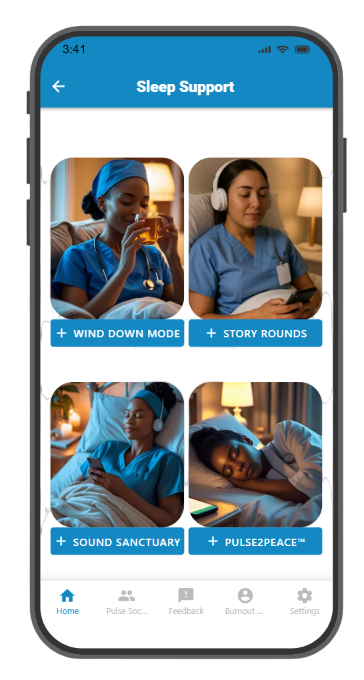 3:41
Sleep Support
+ WIND DOWN MODE
+ STORY ROUNDS
+ SOUND SANCTUARY
+ PULSE2PEACE™
Home
Pulse Soc...
Feedback
Burnout ...
Settings